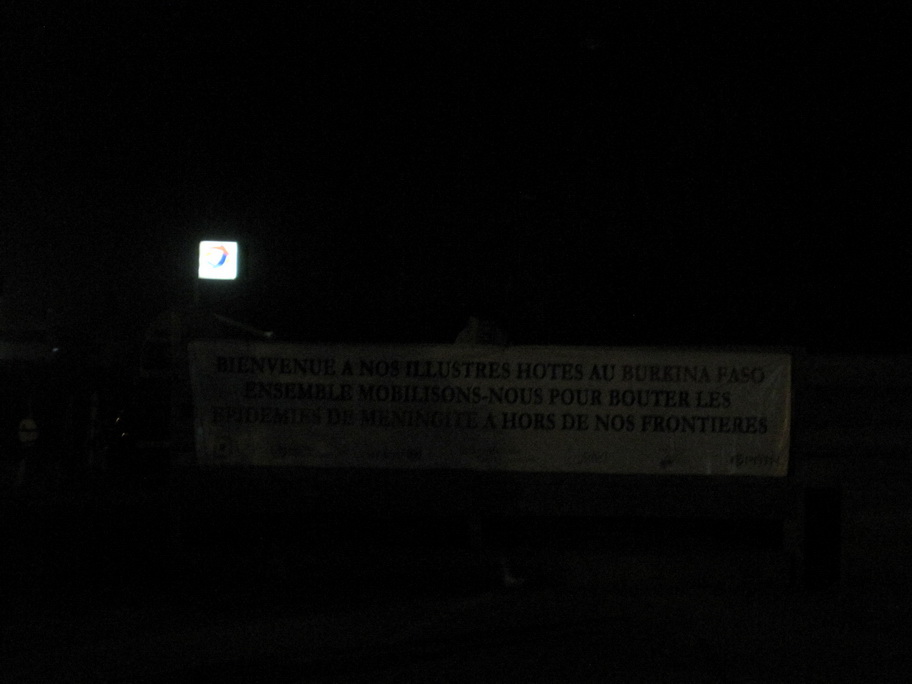 BIENVENUE A NOS ILLUSTRES HOTES AU BURKINA FASO
ENSEMBLE MOBILISONS-NOUS POUR BOUTER LES
EPIDEMIES DE MENINGITE A HORS DE NOS FRONTIERES